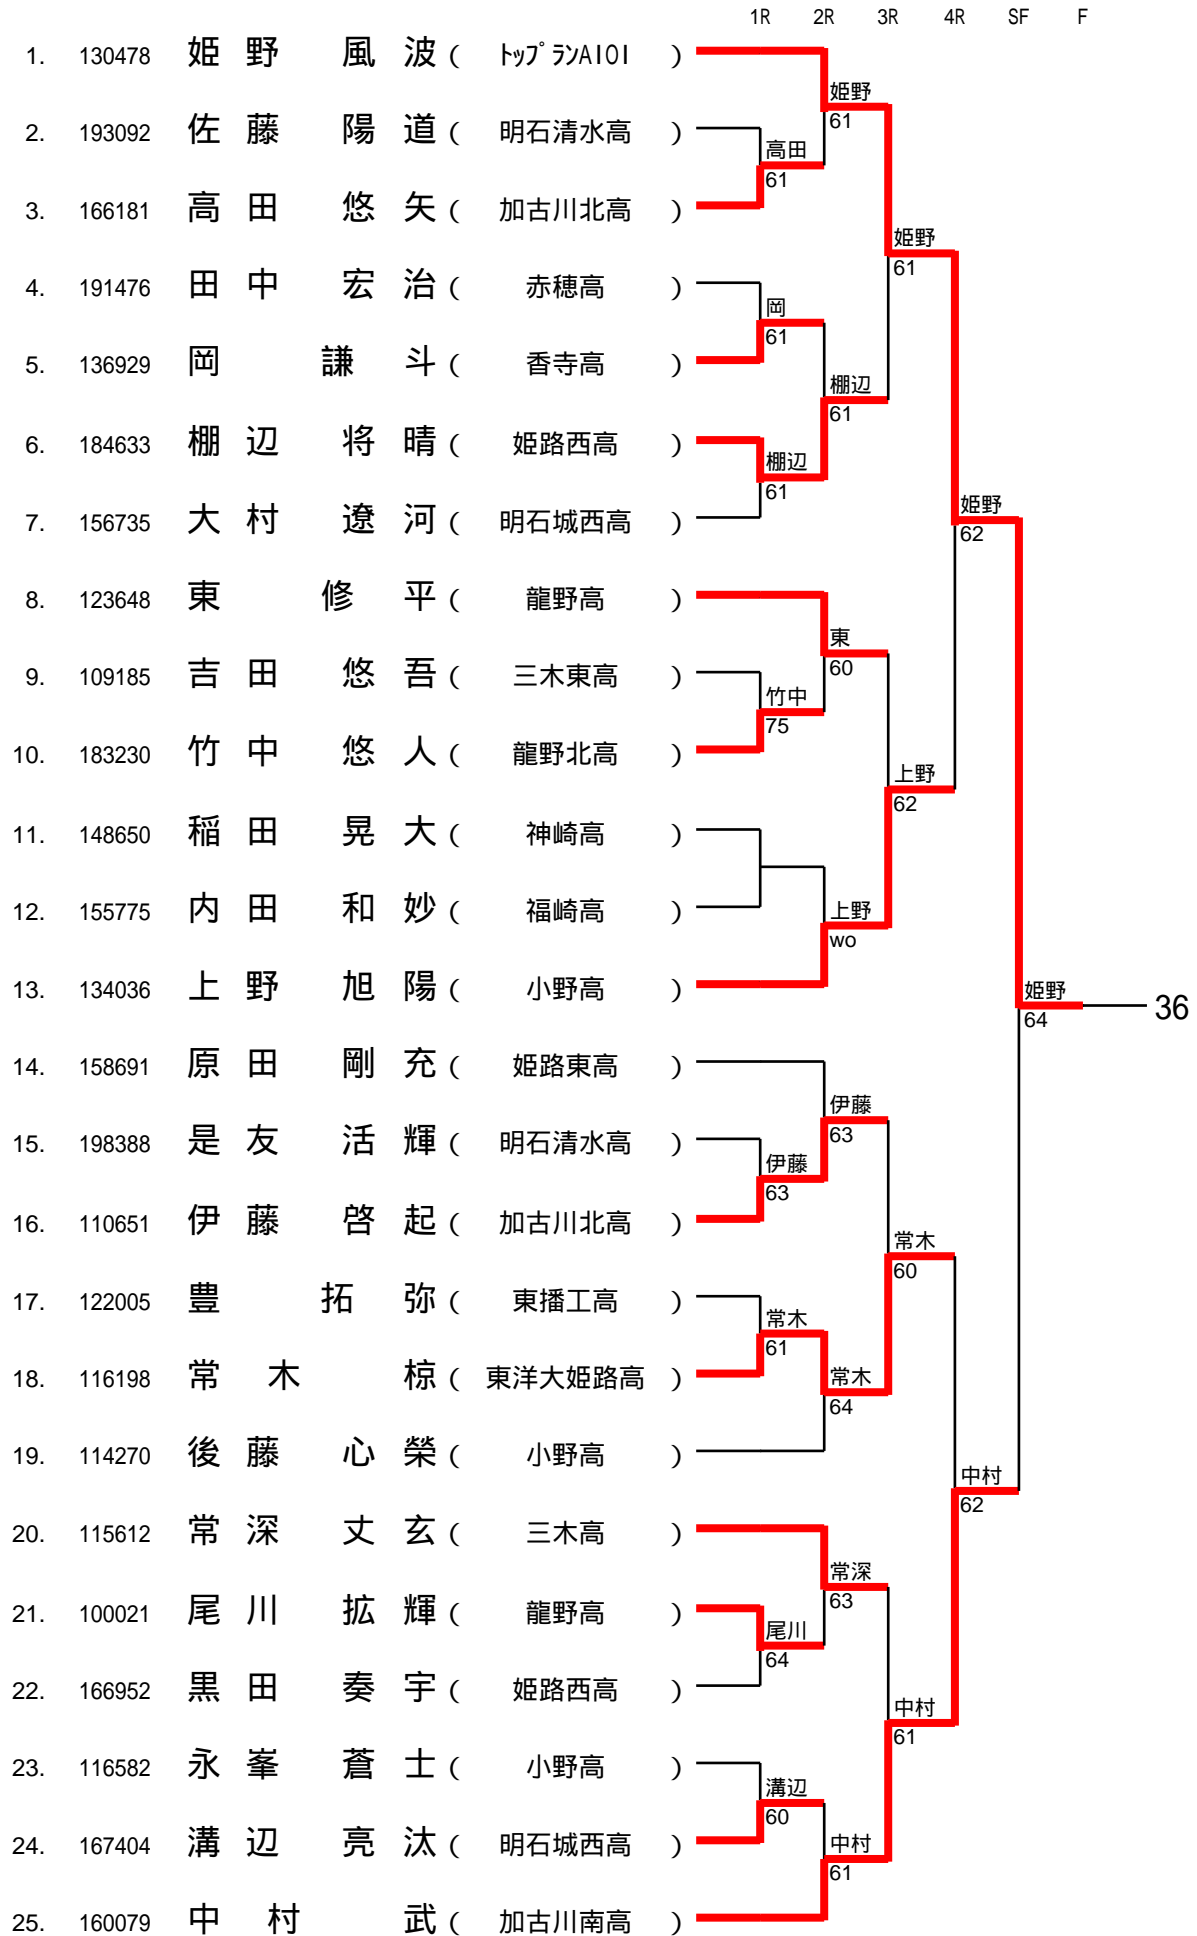 1R 2R 3R 4R SF F
1. 130478 姫野 風波 ( トップランAIOI )
姫野
61
2. 193092 佐藤 陽道 ( 明石清水高 )
高田
61
3. 166181 高田 悠矢 ( 加古川北高 )
姫野
61
4. 191476 田中 宏治 ( 赤穂高 )
岡
61
5. 136929 岡 謙斗 ( 香寺高 )
棚辺
61
6. 184633 棚辺 将晴 ( 姫路西高 )
棚辺
61
7. 156735 大村 遼河 ( 明石城西高 )
姫野
62
8. 123648 東 修平 ( 龍野高 )
東
60
9. 109185 吉田 悠吾 ( 三木東高 )
竹中
75
10. 183230 竹中 悠人 ( 龍野北高 )
上野
62
11. 148650 稲田 晃大 ( 神崎高 )
12. 155775 内田 和妙 ( 福崎高 )
上野
wo
13. 134036 上野 旭陽 ( 小野高 )
姫野
64
36
14. 158691 原田 剛充 ( 姫路東高 )
伊藤
63
15. 198388 是友 活輝 ( 明石清水高 )
伊藤
63
16. 110651 伊藤 啓起 ( 加古川北高 )
常木
60
17. 122005 豊 拓弥 ( 東播工高 )
常木
61
18. 116198 常木 椋 ( 東洋大姫路高 )
常木
64
19. 114270 後藤 心榮 ( 小野高 )
中村
62
20. 115612 常深 丈玄 ( 三木高 )
常深
63
21. 100021 尾川 拡輝 ( 龍野高 )
尾川
64
22. 166952 黒田 奏宇 ( 姫路西高 )
中村
61
23. 116582 永峯 蒼士 ( 小野高 )
溝辺
60
24. 167404 溝辺 亮汰 ( 明石城西高 )
中村
61
25. 160079 中村 武 ( 加古川南高 )